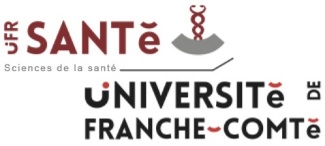 UFR SANTé
Sciences de la santé
UNIVERSITé DE
FRANCHE-COMTé